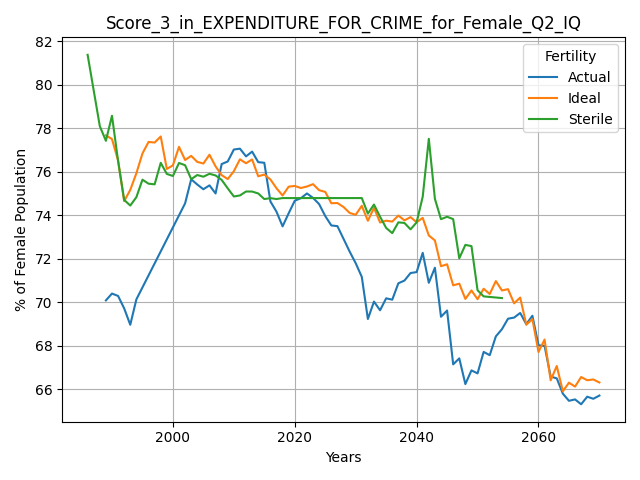 Score_3_in_EXPENDITURE_FOR_CRIME_for_Female_Q2_IQ
82
80
78
76
74
72
70
68
66
% of Female Population
Fertility
Actual
Ideal
Sterile
2000
2020
2040
2060
Years